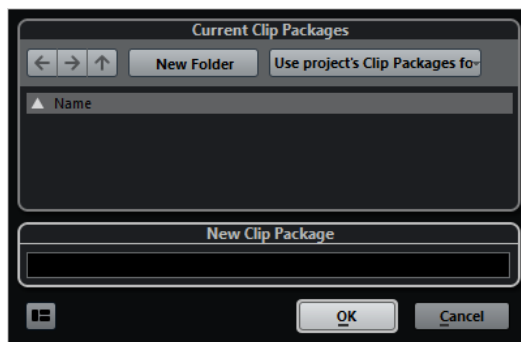 Current Clip Packages
New Folder
Use project's Clip Packages fo
Name
New Clip Package
OK
Cancel